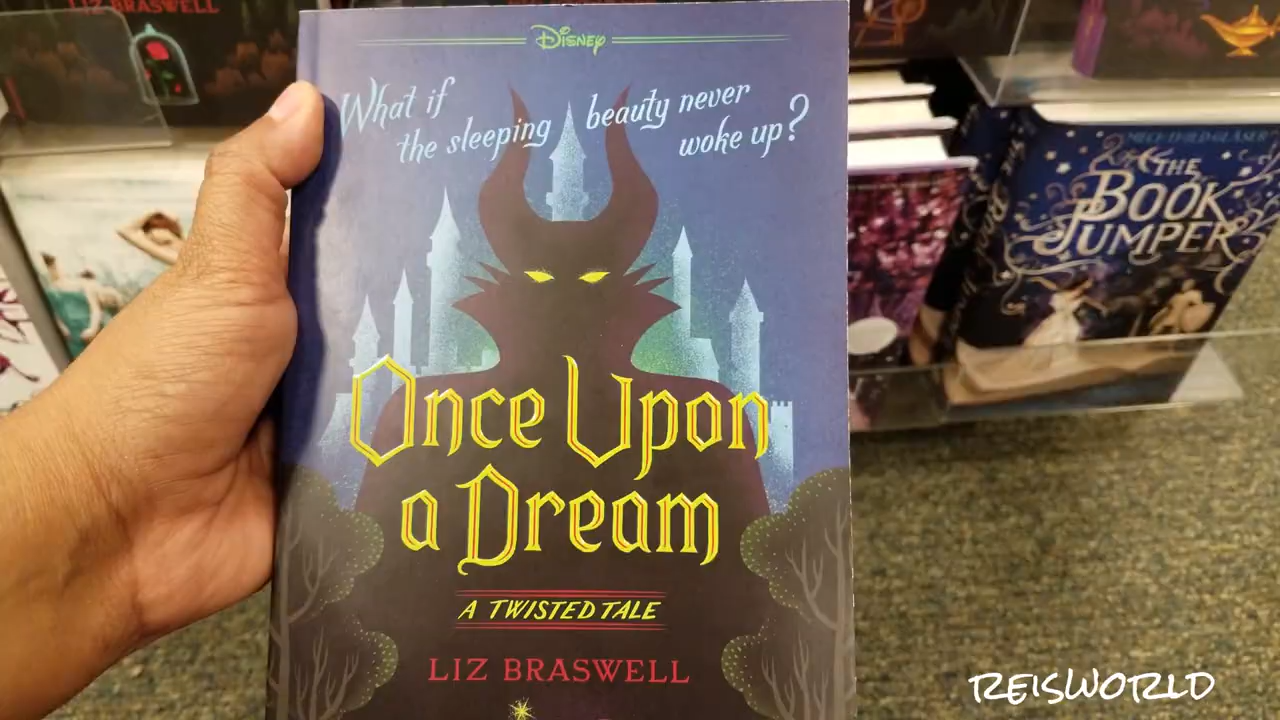 LIZ BRASWELL
DISNEY
What if
the sleeping
beauty never
woke up?
Once Upon
a Dream
A TWISTED TALE
LIZ BRASWELL
THE
BOOK
JUMPER
REISWORLD